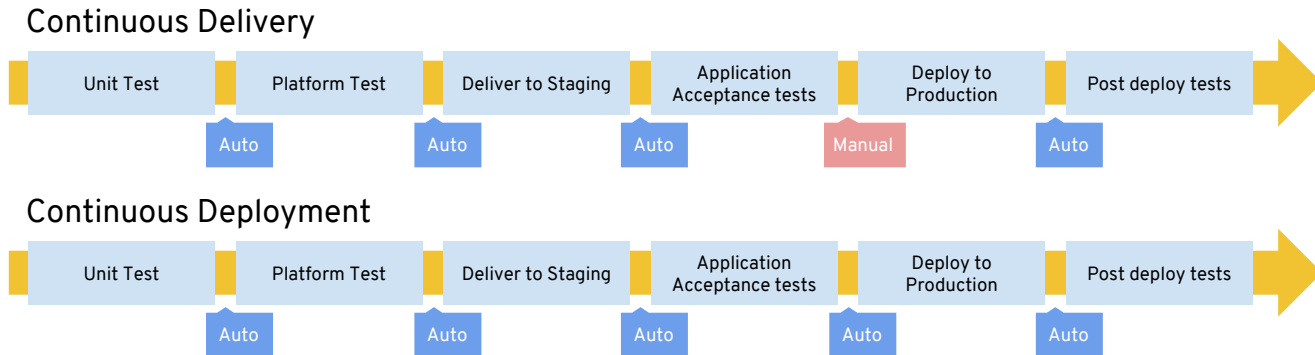 Continuous Delivery
Unit Test
Platform Test
Deliver to Staging
Application
Acceptance tests
Deploy to
Production
Post deploy tests
Auto
Auto
Auto
Manual
Auto
Continuous Deployment
Unit Test
Platform Test
Deliver to Staging
Application
Acceptance tests
Deploy to
Production
Post deploy tests
Auto
Auto
Auto
Auto
Auto